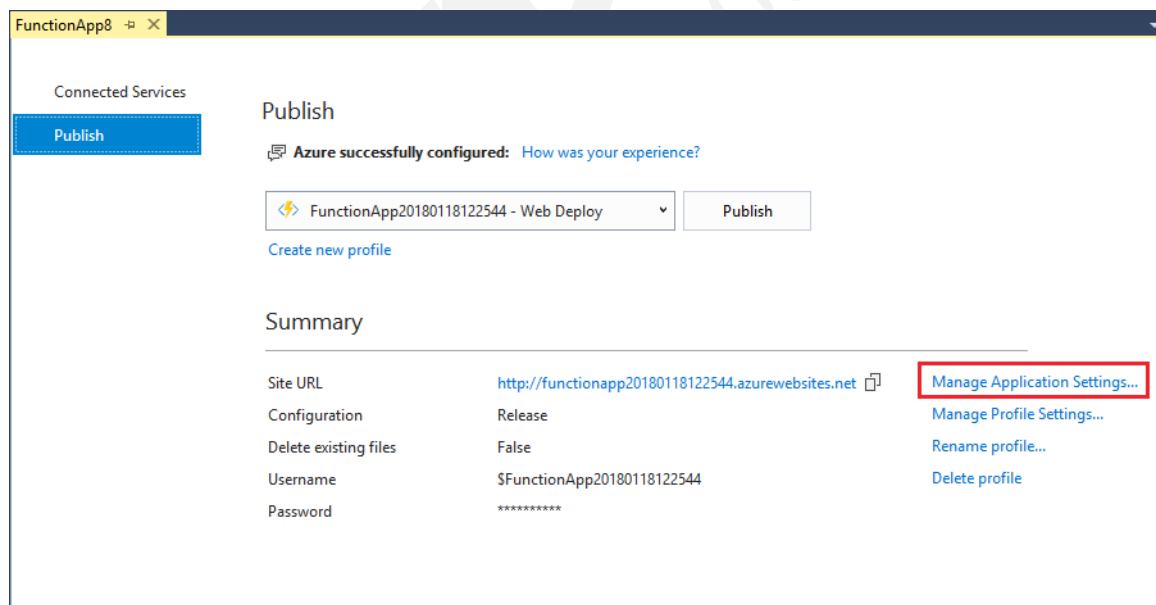 FunctionApp8
Connected Services
Publish
Publish
Azure successfully configured: How was your experience?
FunctionApp20180118122544 - Web Deploy Publish
Create new profile
Summary
Site URL http://functionapp20180118122544.azurewebsites.net Manage Application Settings...
Configuration Release Manage Profile Settings...
Delete existing files False Rename profile...
Username $FunctionApp20180118122544 Delete profile
Password **********